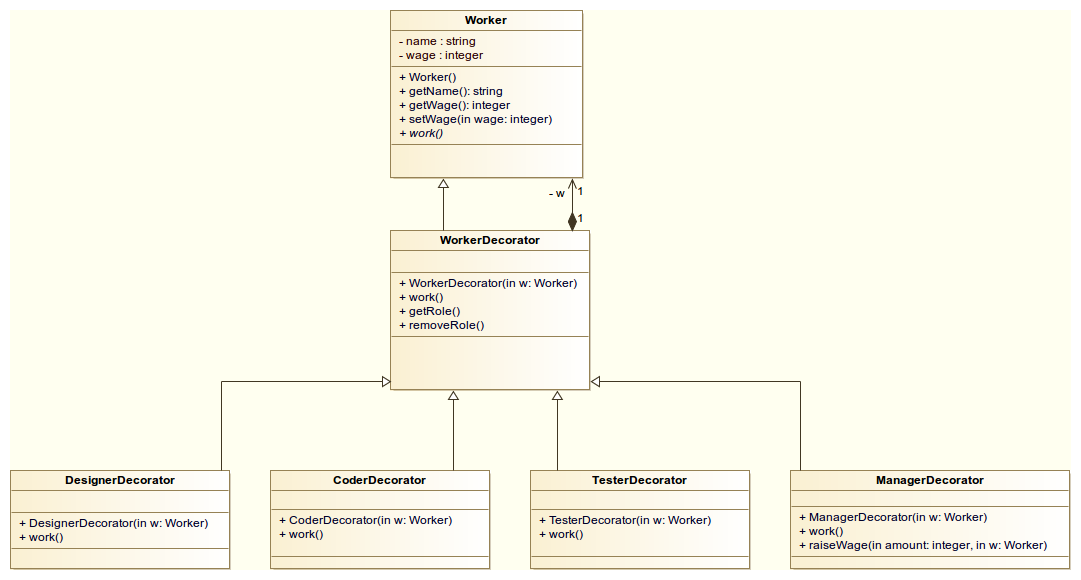 Worker
- name : string
- wage : integer
+ Worker()
+ getName(): string
+ getWage(): integer
+ setWage(in wage: integer)
+ work()
- w
1
1
WorkerDecorator
+ WorkerDecorator(in w: Worker)
+ work()
+ getRole()
+ removeRole()
DesignerDecorator
+ DesignerDecorator(in w: Worker)
+ work()
CoderDecorator
+ CoderDecorator(in w: Worker)
+ work()
TesterDecorator
+ TesterDecorator(in w: Worker)
+ work()
ManagerDecorator
+ ManagerDecorator(in w: Worker)
+ work()
+ raiseWage(in amount: integer, in w: Worker)